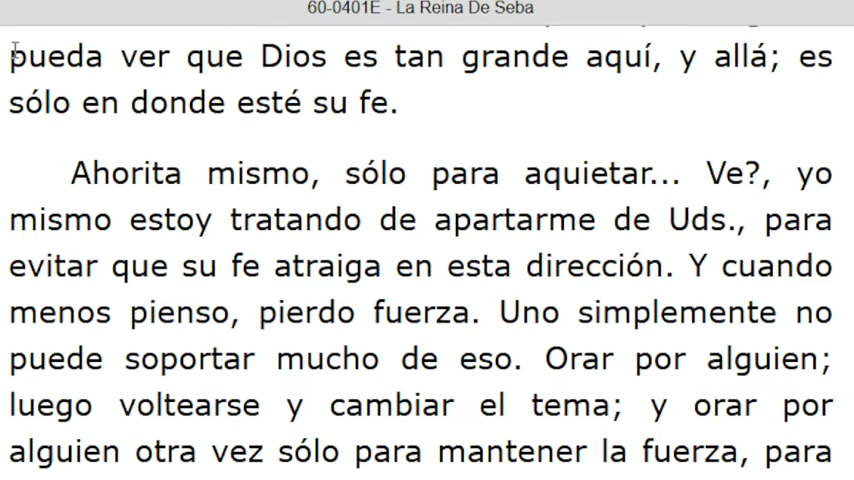 60-0401E - La Reina De Seba
pueda ver que Dios es tan grande aquí, y allá; es
sólo en donde esté su fe.
Ahorita mismo, sólo para aquietar... Ve?, yo
mismo estoy tratando de apartarme de Uds., para
evitar que su fe atraiga en esta dirección. Y cuando
menos pienso, pierdo fuerza. Uno simplemente no
puede soportar mucho de eso. Orar por alguien;
luego voltearse y cambiar el tema; y orar por
alguien otra vez sólo para mantener la fuerza, para